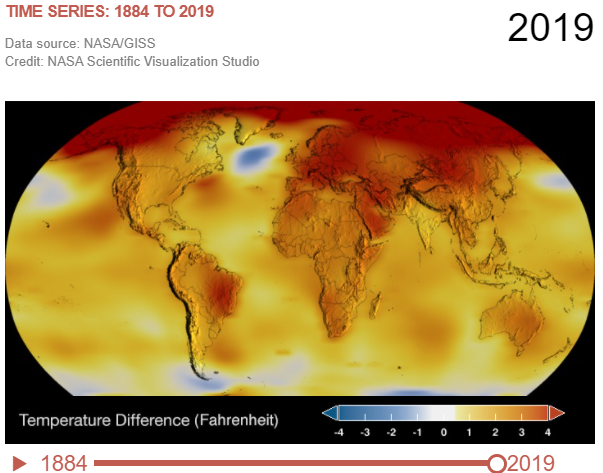 TIME SERIES: 1884 TO 2019
2019
Data source: NASA/GISS
Credit: NASA Scientific Visualization Studio
Temperature Difference (Fahrenheit)
-4 -3 -2 -1 0 1 2 3 4
1884 2019